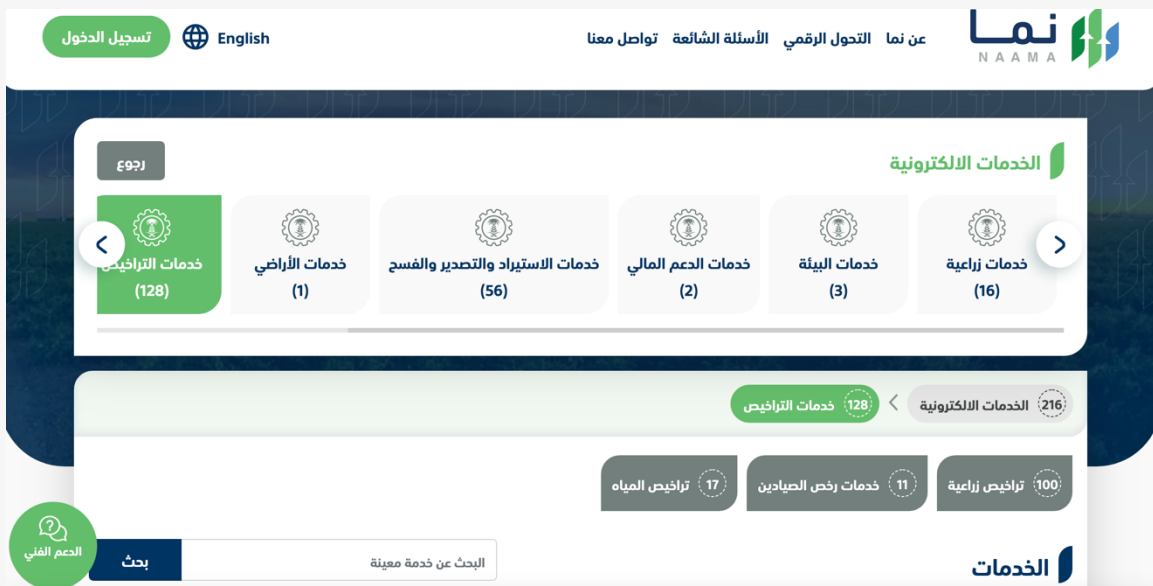 نما
NAAMA
عن نما التحول الرقمي الأسئلة الشائعة تواصل معنا
English
تسجيل الدخول
الخدمات الالكترونية
رجوع
خدمات زراعية
(16)
خدمات البيئة
(3)
خدمات الدعم المالي
(2)
خدمات الاستيراد والتصدير والفسح
(56)
خدمات الأراضي
(1)
خدمات التراخيص
(128)
216 الخدمات الالكترونية
128 خدمات التراخيص
100 تراخيص زراعية
11 خدمات رخص الصيادين
17 تراخيص المياه
الخدمات
البحث عن خدمة معينة
بحث
الدعم الفني